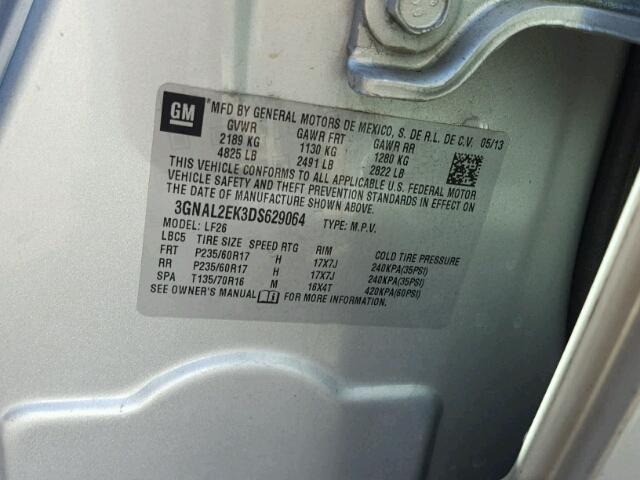 GM MFD BY GENERAL MOTORS DE MEXICO, S. DE R.L. DE C.V. 05/13
GVWR GAWR FRT GAWR RR
2189 KG 1130 KG 1280 KG
4825 LB 2491 LB 2822 LB
THIS VEHICLE CONFORMS TO ALL APPLICABLE U.S. FEDERAL MOTOR
VEHICLE SAFETY AND THEFT PREVENTION STANDARDS IN EFFECT ON
THE DATE OF MANUFACTURE SHOWN ABOVE.
3GNAL2EK3DS629064 TYPE: M.P.V.
MODEL: LF26
LBC5 TIRE SIZE SPEED RTG RIM COLD TIRE PRESSURE
FRT P235/60R17 H 17X7J 240KPA(35PSI)
RR P235/60R17 H 17X7J 240KPA(35PSI)
SPA T135/70R16 M 16X4T 420KPA(60PSI)
SEE OWNER'S MANUAL FOR MORE INFORMATION.